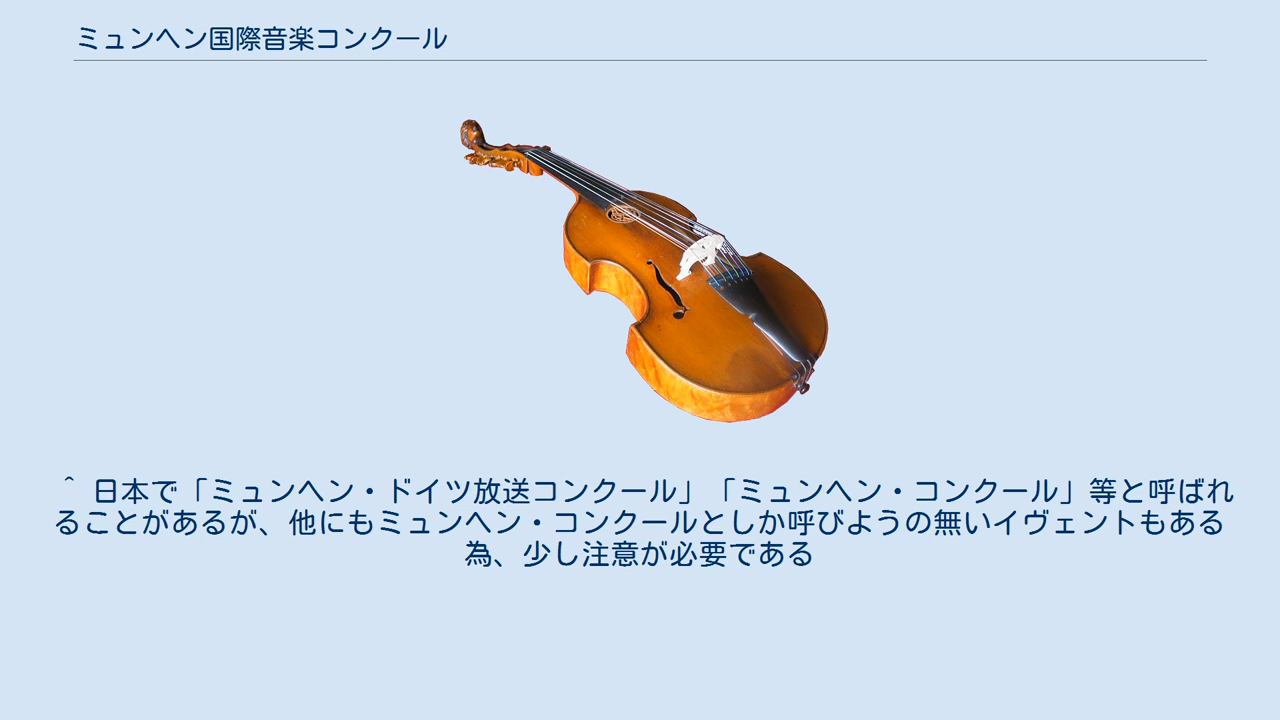 ミュンヘン国際音楽コンクール
^ 日本で「ミュンヘン・ドイツ放送コンクール」「ミュンヘン・コンクール」等と呼ばれ
ることがあるが、他にもミュンヘン・コンクールとしか呼びようの無いイヴェントもある
為、少し注意が必要である